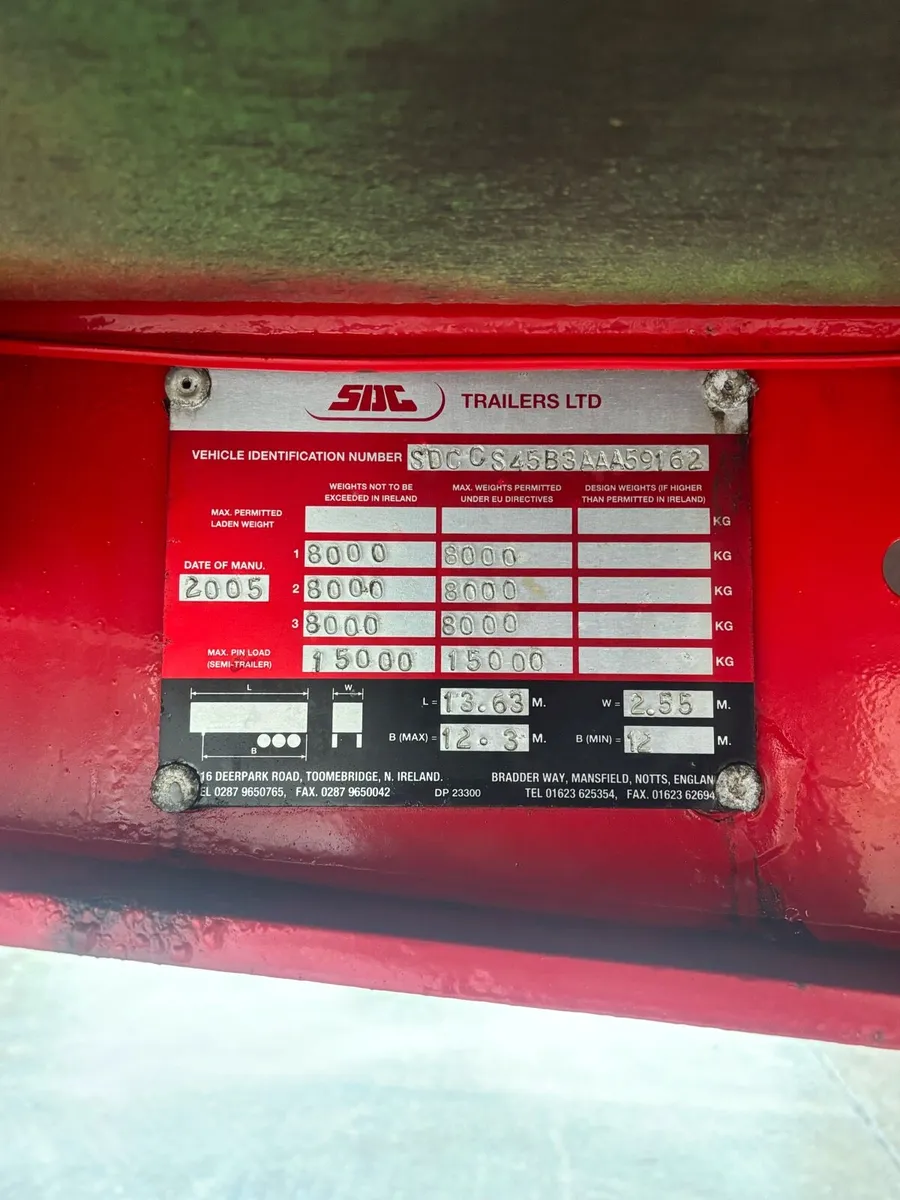 SDC TRAILERS LTD
VEHICLE IDENTIFICATION NUMBER SDCCS45B3AAA59162
WEIGHTS NOT TO BE EXCEEDED IN IRELAND
MAX. WEIGHTS PERMITTED UNDER EU DIRECTIVES
DESIGN WEIGHTS (IF HIGHER THAN PERMITTED IN IRELAND)
MAX. PERMITTED LADEN WEIGHT KG
DATE OF MANU.
2005
1 8000 8000 KG
2 8000 8000 KG
3 8000 8000 KG
MAX. PIN LOAD (SEMI-TRAILER) 15000 15000 KG
L W L = 13.63 M. W = 2.55 M.
B B (MAX) = 12.3 M. B (MIN) = 12 M.
16 DEERPARK ROAD, TOOMEBRIDGE, N. IRELAND. BRADDER WAY, MANSFIELD, NOTTS, ENGLAN
EL 0287 9650765, FAX. 0287 9650042 DP 23300 TEL 01623 625354, FAX. 01623 62694